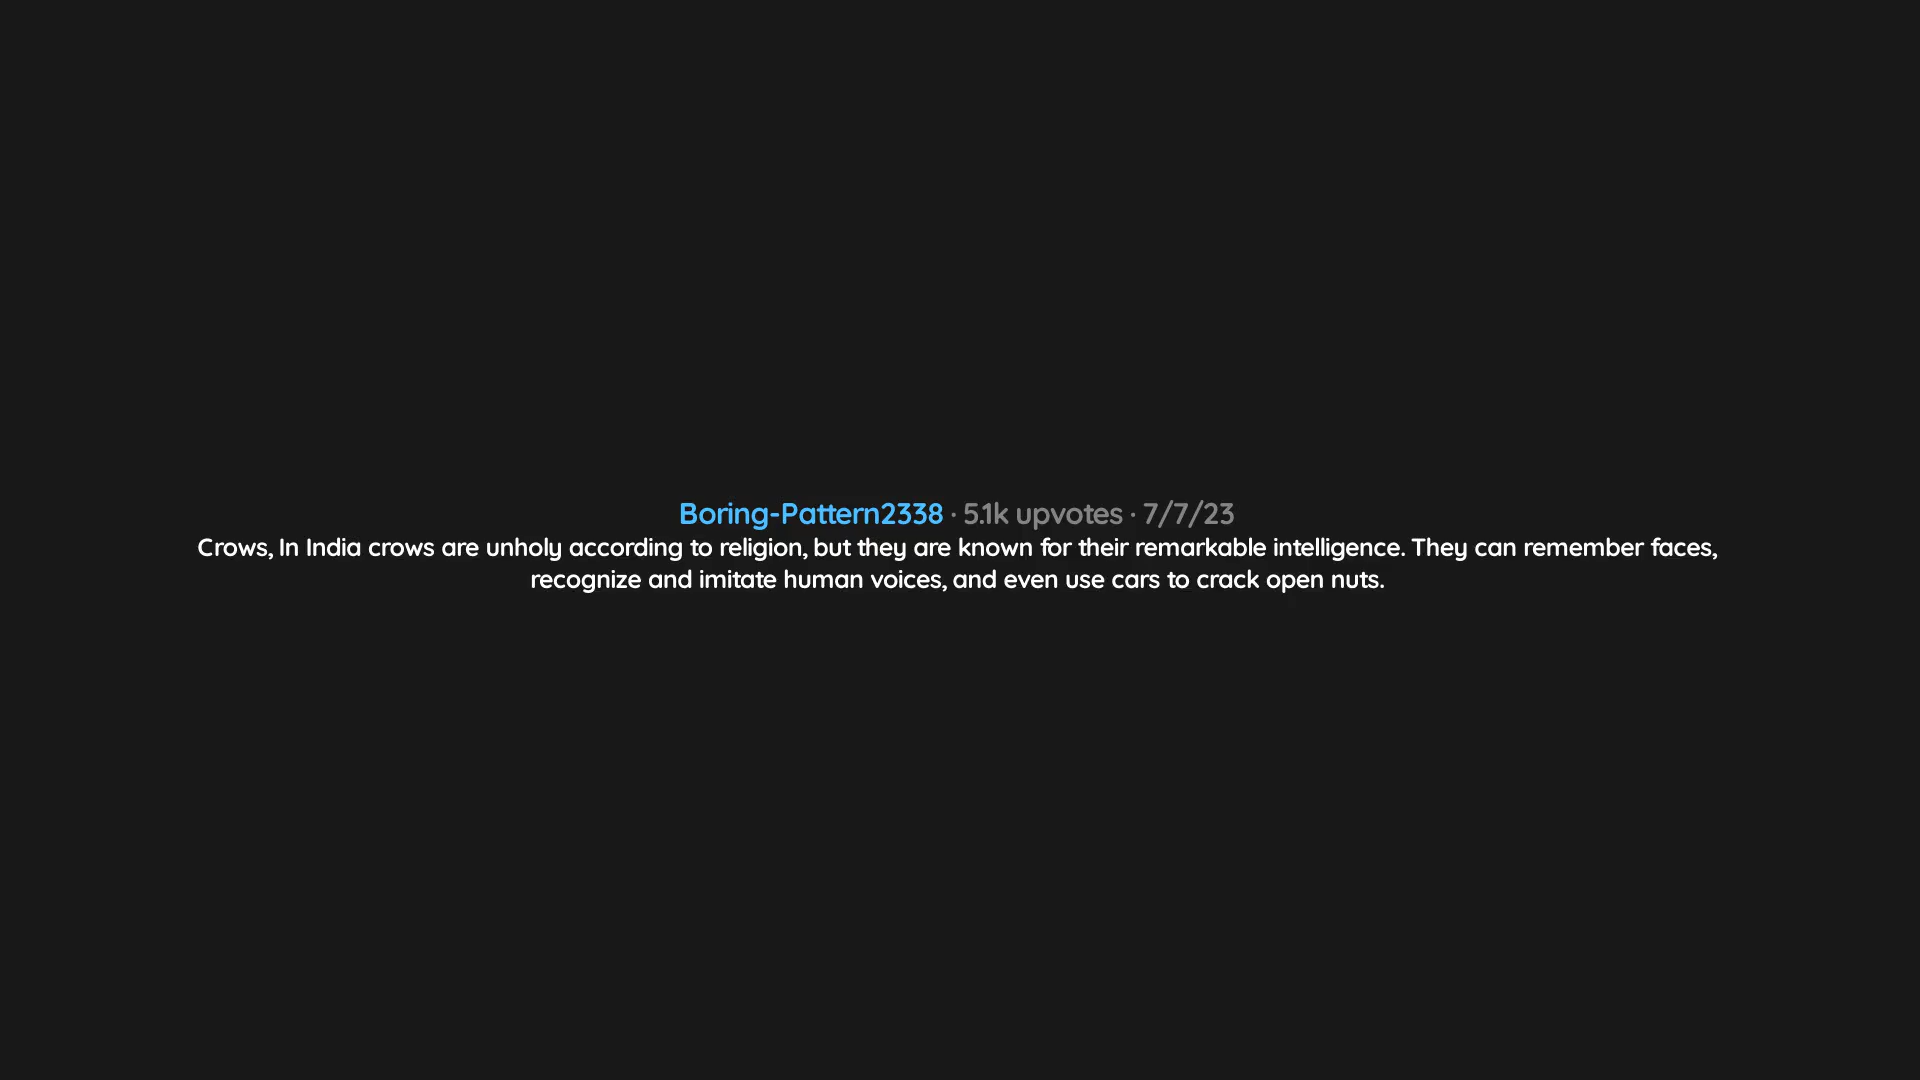 Boring-Pattern2338 · 5.1k upvotes · 7/7/23
Crows, In India crows are unholy according to religion, but they are known for their remarkable intelligence. They can remember faces,
recognize and imitate human voices, and even use cars to crack open nuts.